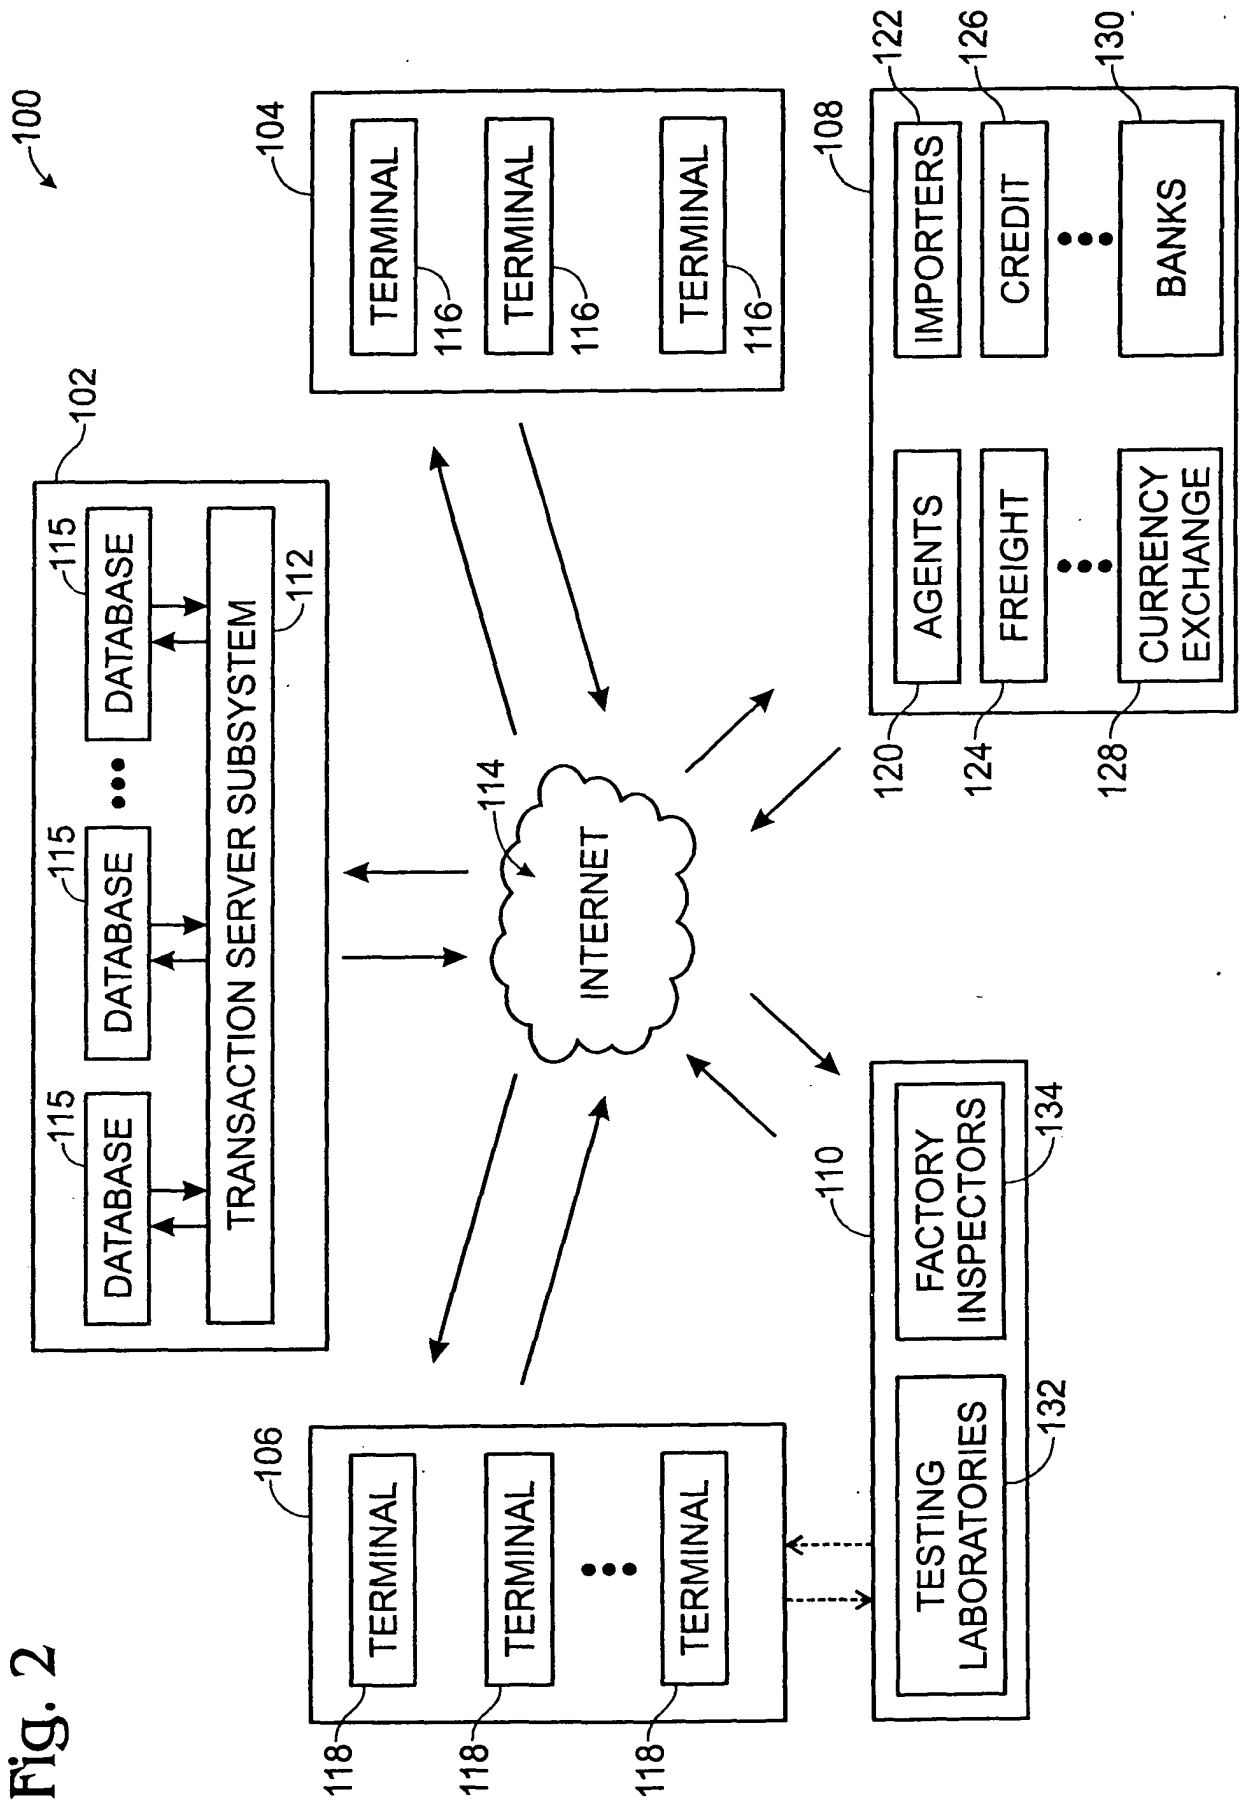 Fig. 2
100
102
115
115
115
DATABASE
DATABASE
DATABASE
TRANSACTION SERVER SUBSYSTEM
112
106
TERMINAL
118
TERMINAL
118
TERMINAL
118
114
INTERNET
104
TERMINAL
116
TERMINAL
116
TERMINAL
116
110
TESTING
LABORATORIES
132
FACTORY
INSPECTORS
134
108
AGENTS
120
IMPORTERS
122
FREIGHT
124
CREDIT
126
CURRENCY
EXCHANGE
128
BANKS
130